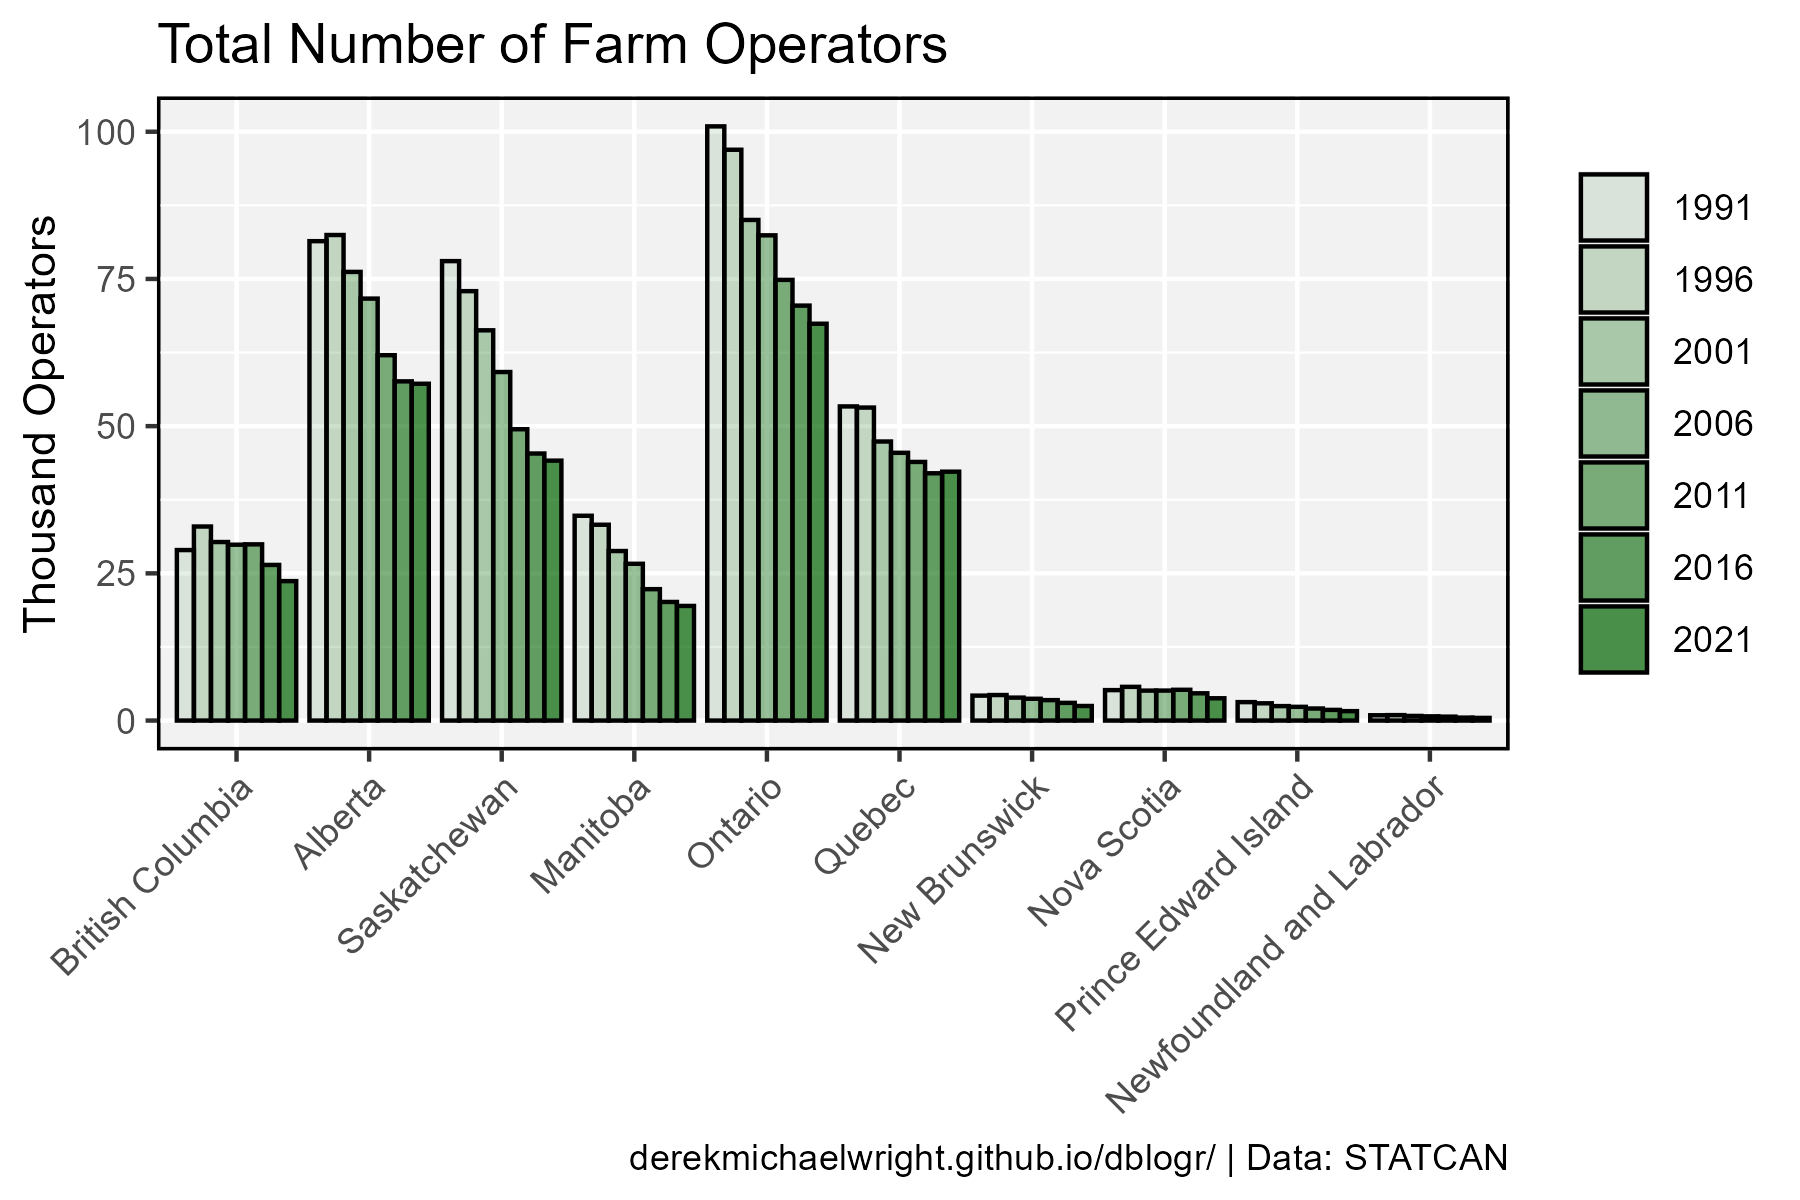 Total Number of Farm Operators
Thousand Operators
100
75
50
25
0
British Columbia
Alberta
Saskatchewan
Manitoba
Ontario
Quebec
New Brunswick
Nova Scotia
Prince Edward Island
Newfoundland and Labrador
1991
1996
2001
2006
2011
2016
2021
derekmichaelwright.github.io/dblogr/ | Data: STATCAN